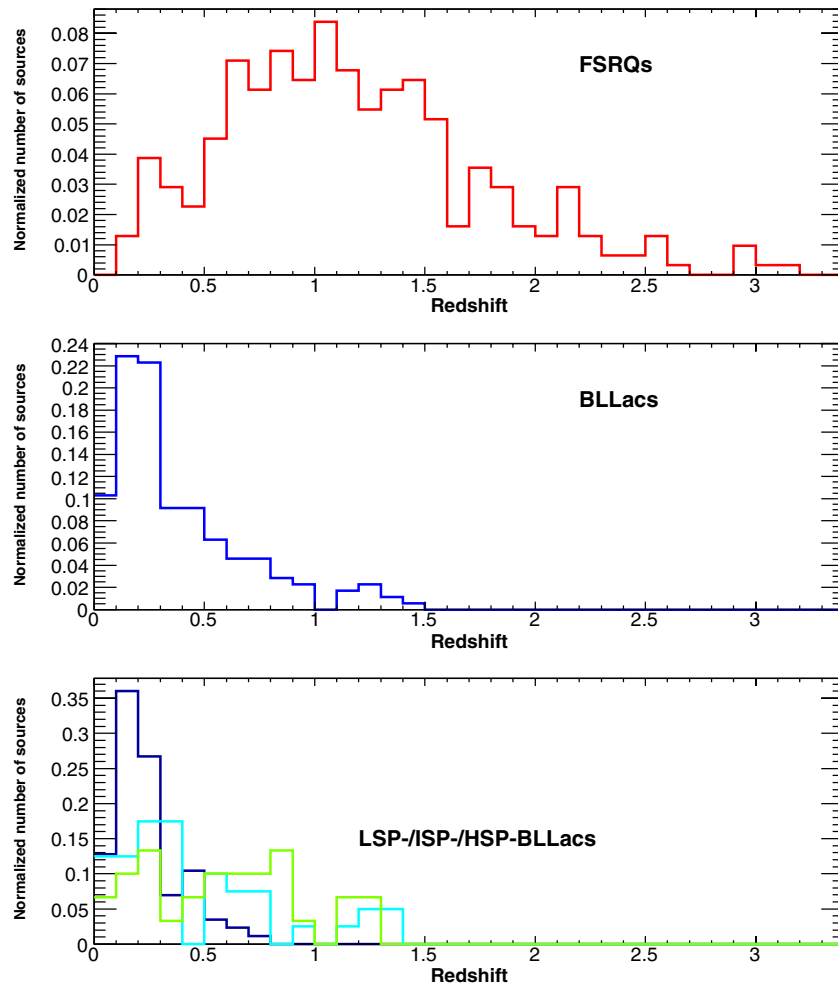 Normalized number of sources
0.08
0.07
0.06
0.05
0.04
0.03
0.02
0.01
0
FSRQs
0 0.5 1 1.5 2 2.5 3
Redshift
Normalized number of sources
0.24
0.22
0.2
0.18
0.16
0.14
0.12
0.1
0.08
0.06
0.04
0.02
0
BLLacs
0 0.5 1 1.5 2 2.5 3
Redshift
Normalized number of sources
0.35
0.3
0.25
0.2
0.15
0.1
0.05
0
LSP-/ISP-/HSP-BLLacs
0 0.5 1 1.5 2 2.5 3
Redshift